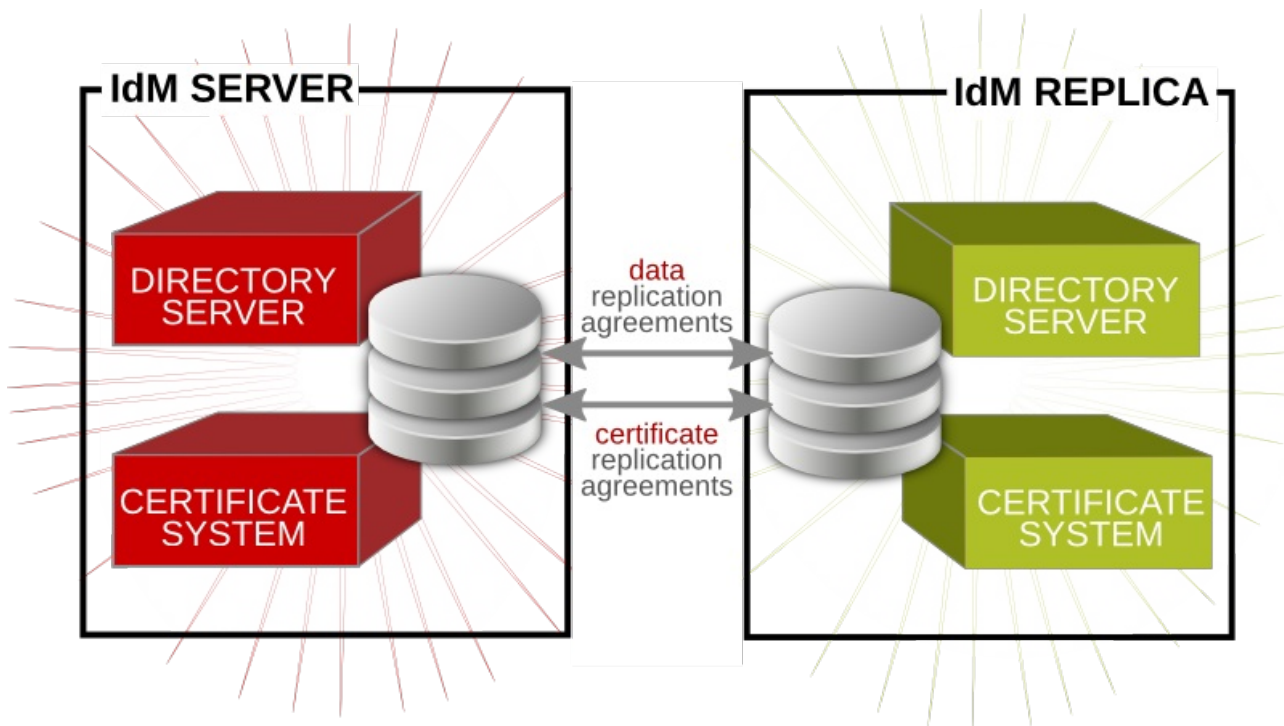 IdM SERVER
IdM REPLICA
DIRECTORY
SERVER
data
replication
agreements
DIRECTORY
SERVER
CERTIFICATE
SYSTEM
certificate
replication
agreements
CERTIFICATE
SYSTEM